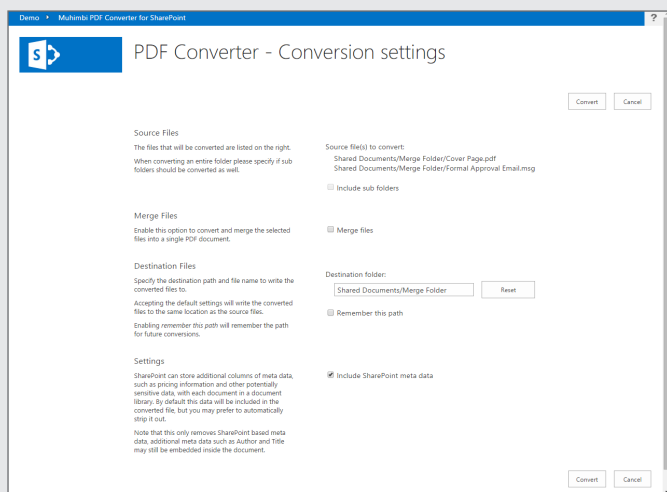 Demo Muhimbi PDF Converter for SharePoint ?
S
PDF Converter - Conversion settings
Convert Cancel
Source Files
The files that will be converted are listed on the right.
When converting an entire folder please specify if sub
folders should be converted as well.
Source file(s) to convert:
Shared Documents/Merge Folder/Cover Page.pdf
Shared Documents/Merge Folder/Formal Approval Email.msg
Include sub folders
Merge Files
Enable this option to convert and merge the selected
files into a single PDF document.
Merge files
Destination Files
Specify the destination path and file name to write the
converted files to.
Accepting the default settings will write the converted
files to the same location as the source files.
Enabling remember this path will remember the path
for future conversions.
Destination folder:
Shared Documents/Merge Folder Reset
Remember this path
Settings
SharePoint can store additional columns of meta data,
such as pricing information and other potentially
sensitive data, with each document in a document
library. By default this data will be included in the
converted file, but you may prefer to automatically
strip it out.
Note that this only removes SharePoint based meta
data, additional meta data such as Author and Title
may still be embedded inside the document.
Include SharePoint meta data
Convert Cancel